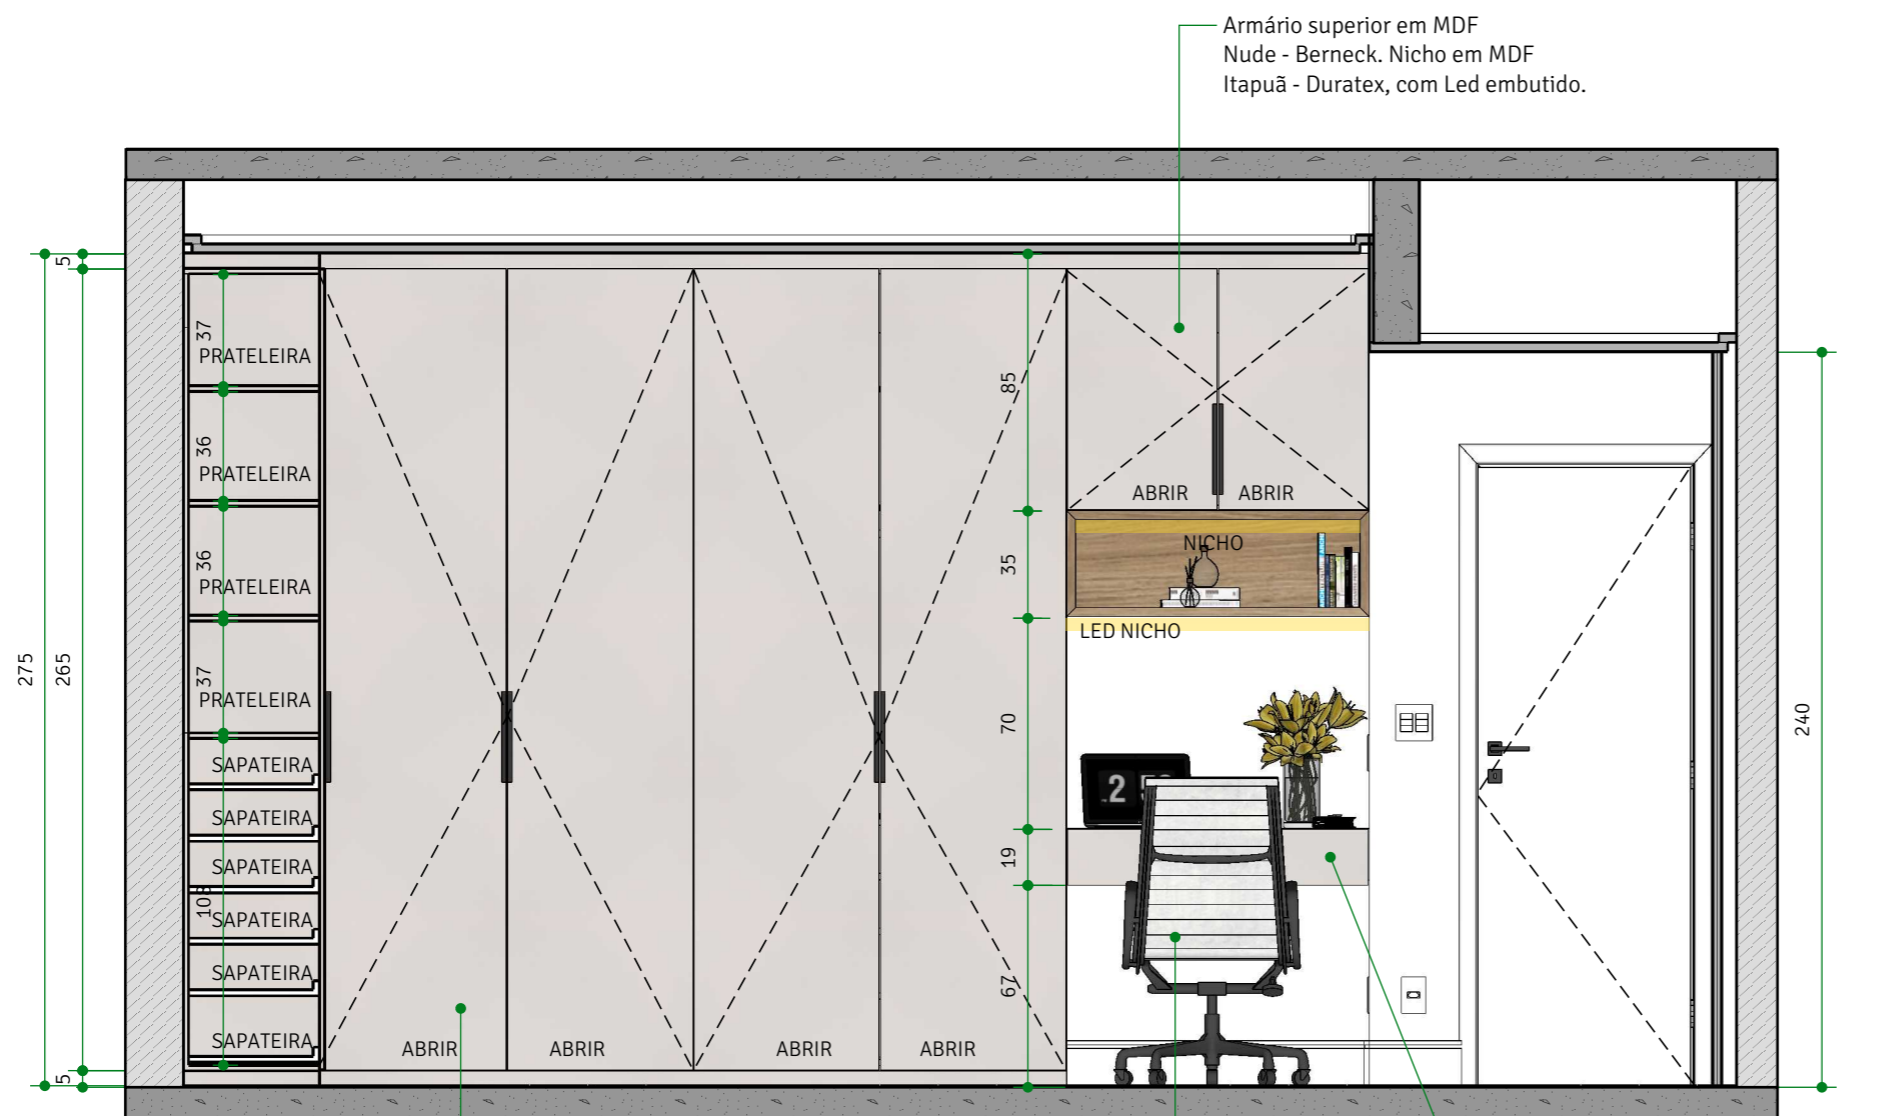 Armário superior em MDF
Nude - Berneck. Nicho em MDF
Itapuã - Duratex, com Led embutido.
5
275
265
5
37
PRATELEIRA
36
PRATELEIRA
36
PRATELEIRA
37
PRATELEIRA
SAPATEIRA
SAPATEIRA
SAPATEIRA
SAPATEIRA
SAPATEIRA
SAPATEIRA
ABRIR
ABRIR
ABRIR
ABRIR
85
35
70
19
67
ABRIR
ABRIR
NICHO
LED NICHO
2
240